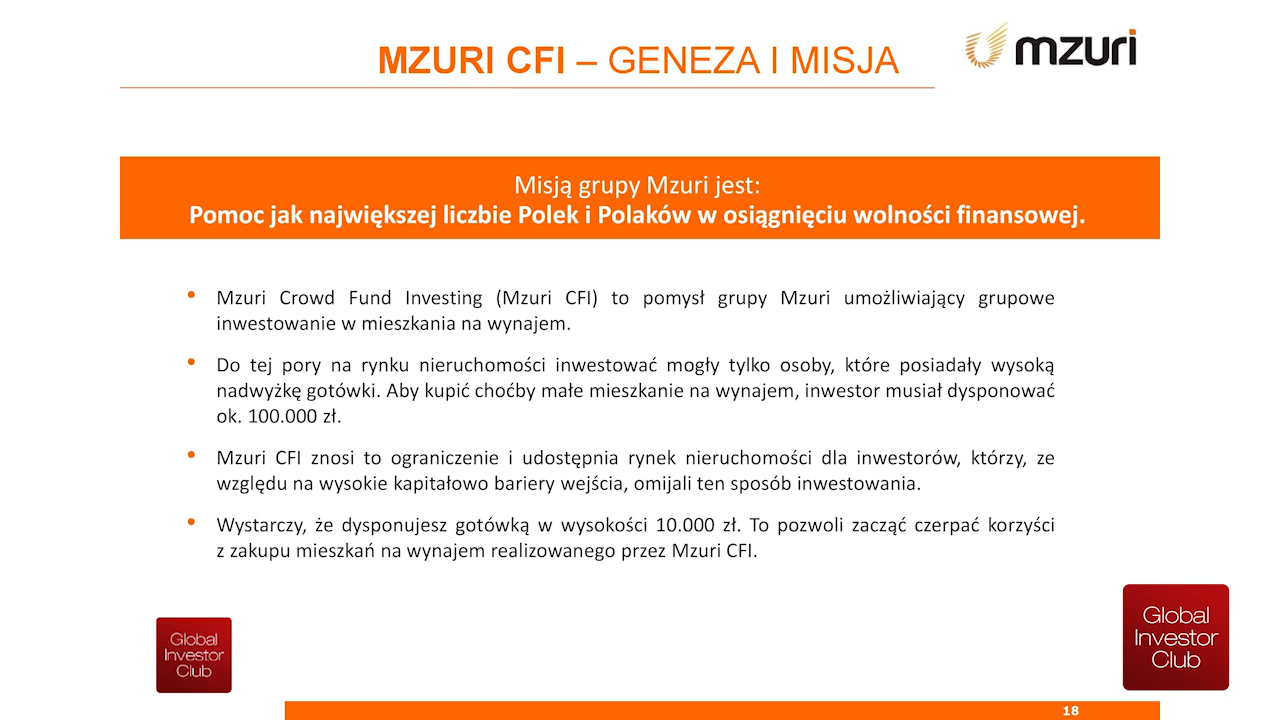 MZURI CFI – GENEZA I MISJA
mzuri
Misją grupy Mzuri jest:
Pomoc jak największej liczbie Polek i Polaków w osiągnięciu wolności finansowej.
• Mzuri Crowd Fund Investing (Mzuri CFI) to pomysł grupy Mzuri umożliwiający grupowe
inwestowanie w mieszkania na wynajem.
• Do tej pory na rynku nieruchomości inwestować mogły tylko osoby, które posiadały wysoką
nadwyżkę gotówki. Aby kupić choćby małe mieszkanie na wynajem, inwestor musiał dysponować
ok. 100.000 zł.
• Mzuri CFI znosi to ograniczenie i udostępnia rynek nieruchomości dla inwestorów, którzy, ze
względu na wysokie kapitałowo bariery wejścia, omijali ten sposób inwestowania.
• Wystarczy, że dysponujesz gotówką w wysokości 10.000 zł. To pozwoli zacząć czerpać korzyści
z zakupu mieszkań na wynajem realizowanego przez Mzuri CFI.
Global
Investor
Club
Global
Investor
Club
18